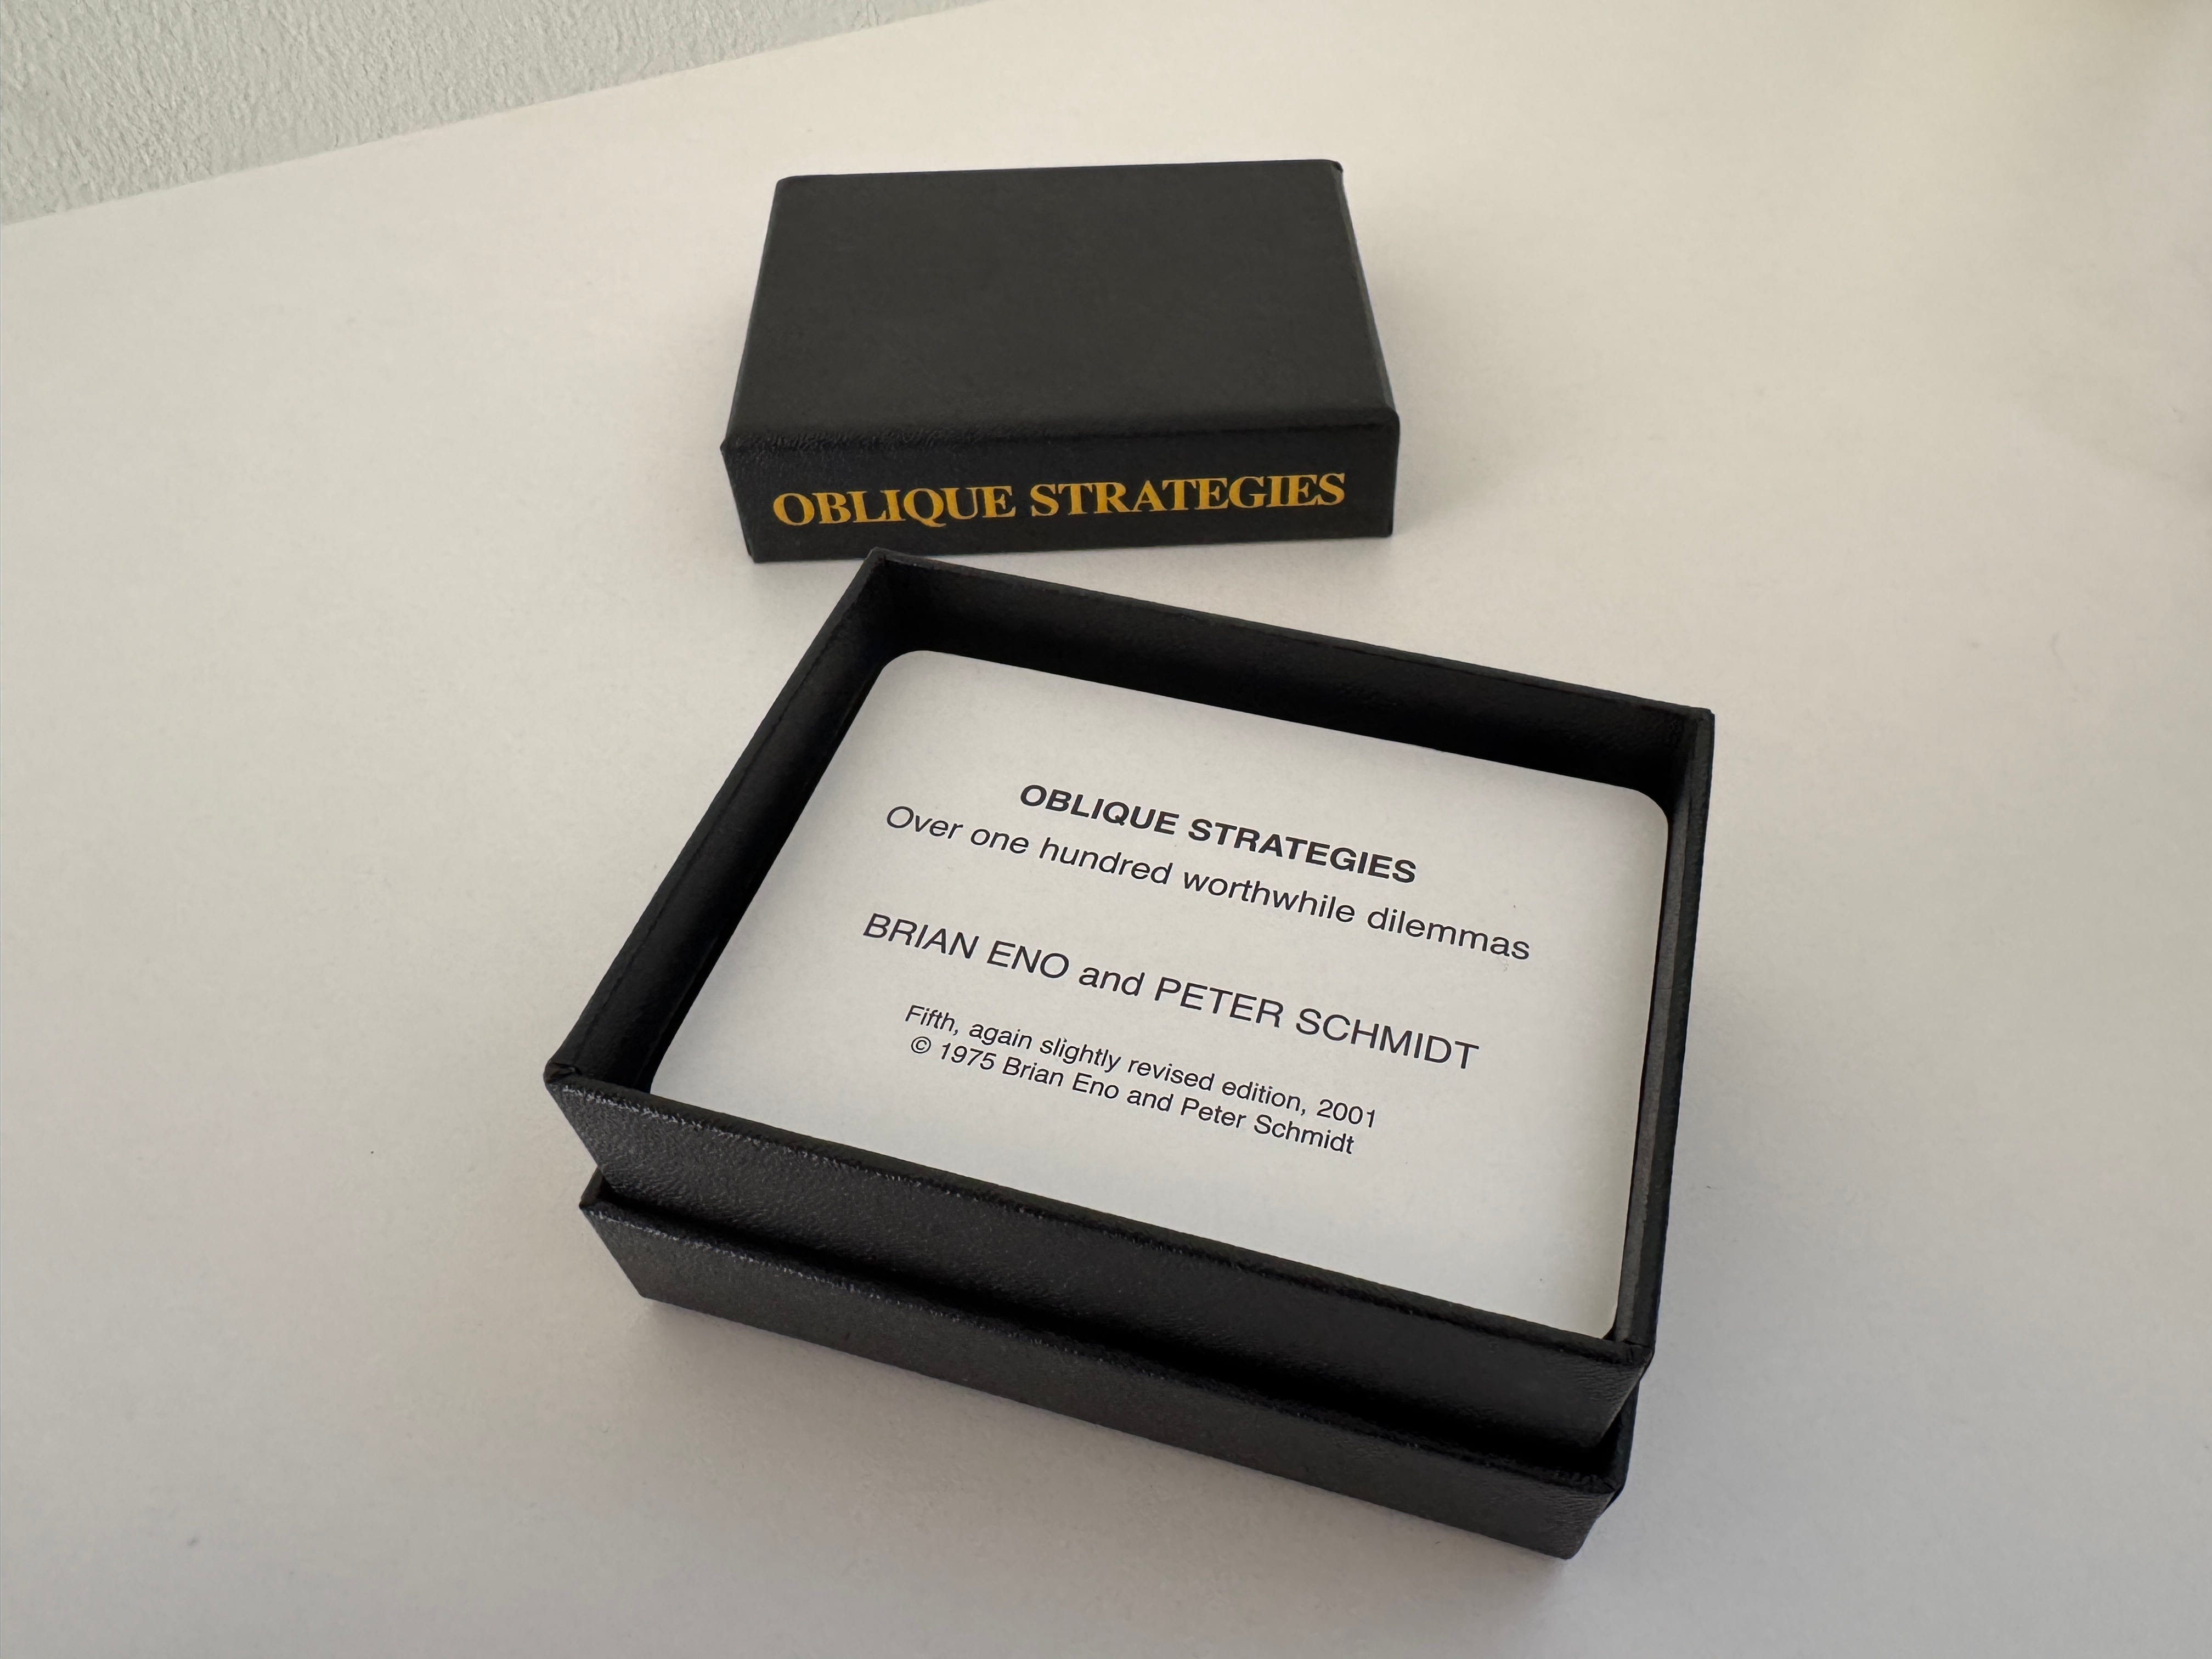 OBLIQUE STRATEGIES
OBLIQUE STRATEGIES
Over one hundred worthwhile dilemmas
BRIAN ENO and PETER SCHMIDT
Fifth, again slightly revised edition, 2001
© 1975 Brian Eno and Peter Schmidt